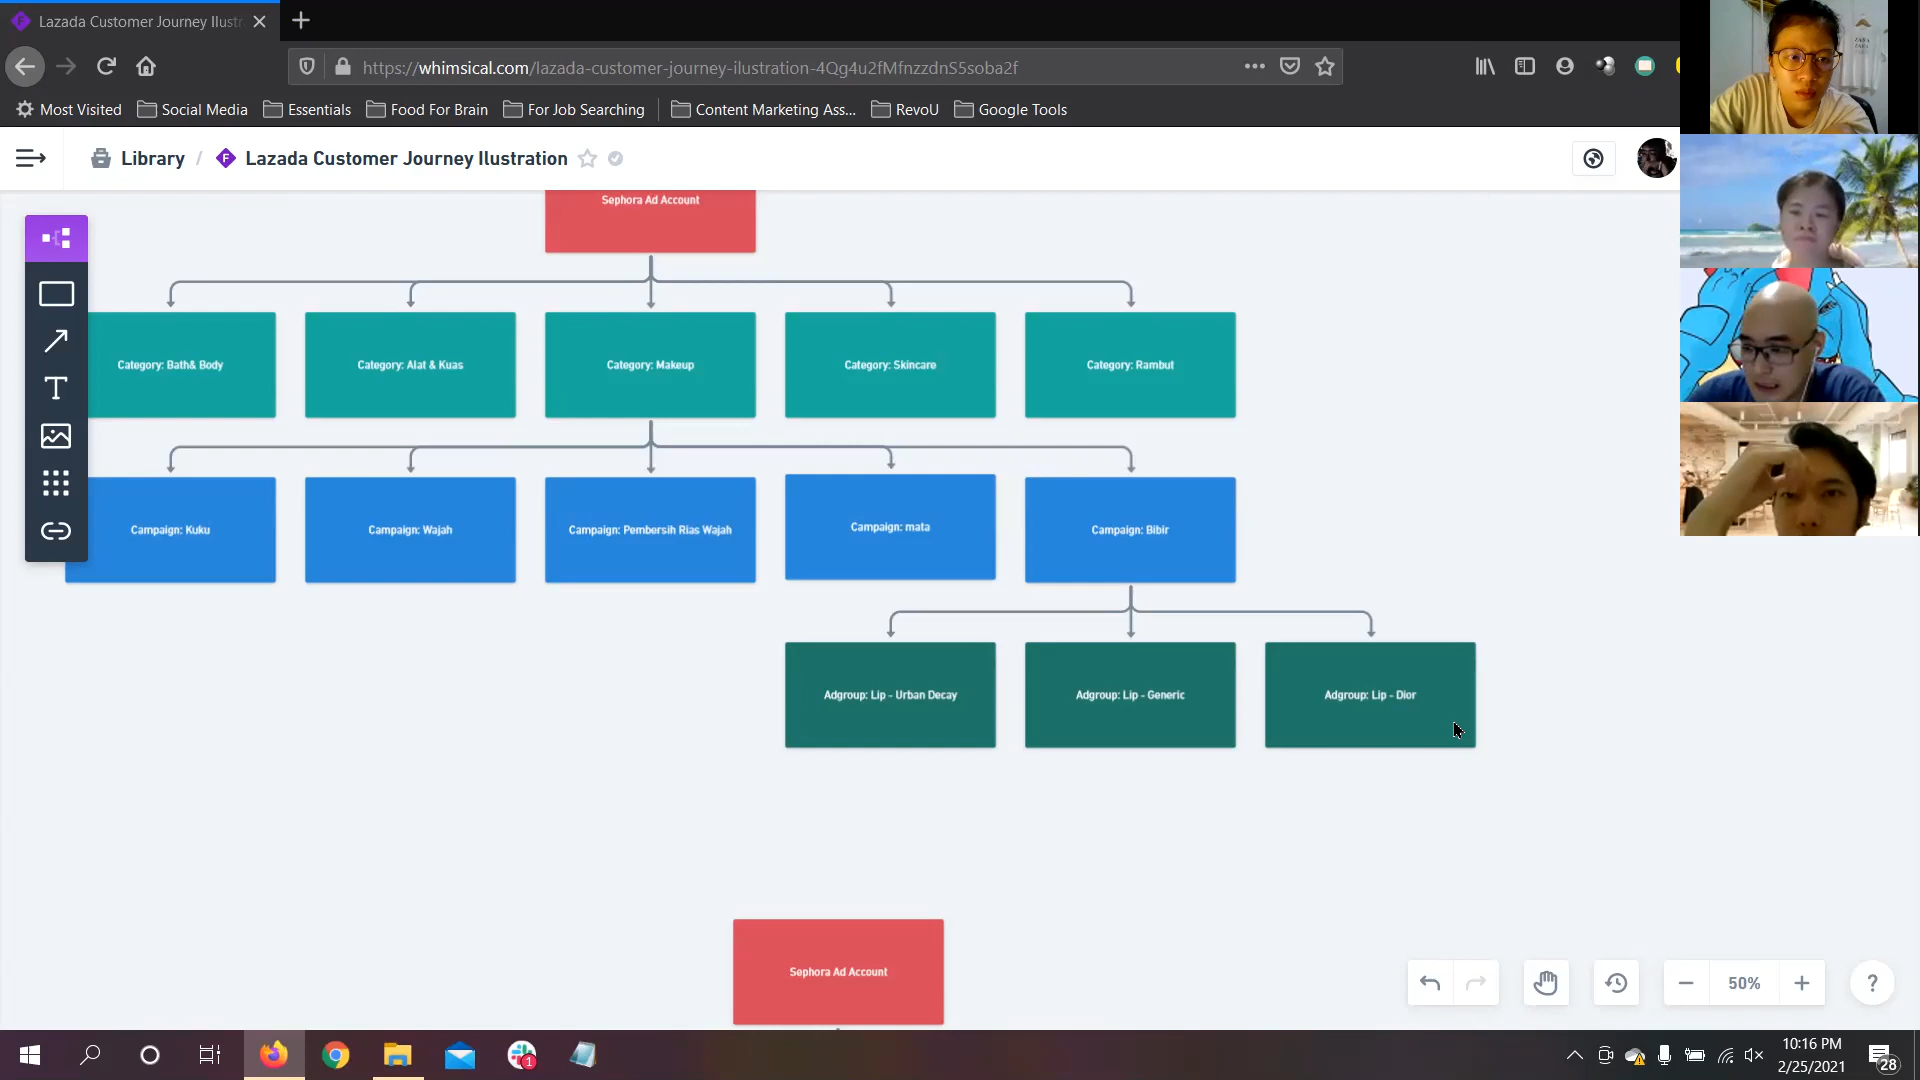 Lazada Customer Journey Ilustr
https://whimsical.com/lazada-customer-journey-ilustration-4Qg4u2fMfnzzdnS5soba2f
Most Visited Social Media Essentials Food For Brain For Job Searching Content Marketing Ass... RevoU Google Tools
Library / Lazada Customer Journey Ilustration
Sephora Ad Account
Category: Bath& Body Category: Alat & Kuas Category: Makeup Category: Skincare Category: Rambut
Campaign: Kuku Campaign: Wajah Campaign: Pembersih Rias Wajah Campaign: mata Campaign: Bibir
Adgroup: Lip - Urban Decay Adgroup: Lip - Generic Adgroup: Lip - Dior
Sephora Ad Account
50% ?
10:16 PM
2/25/2021
1
28